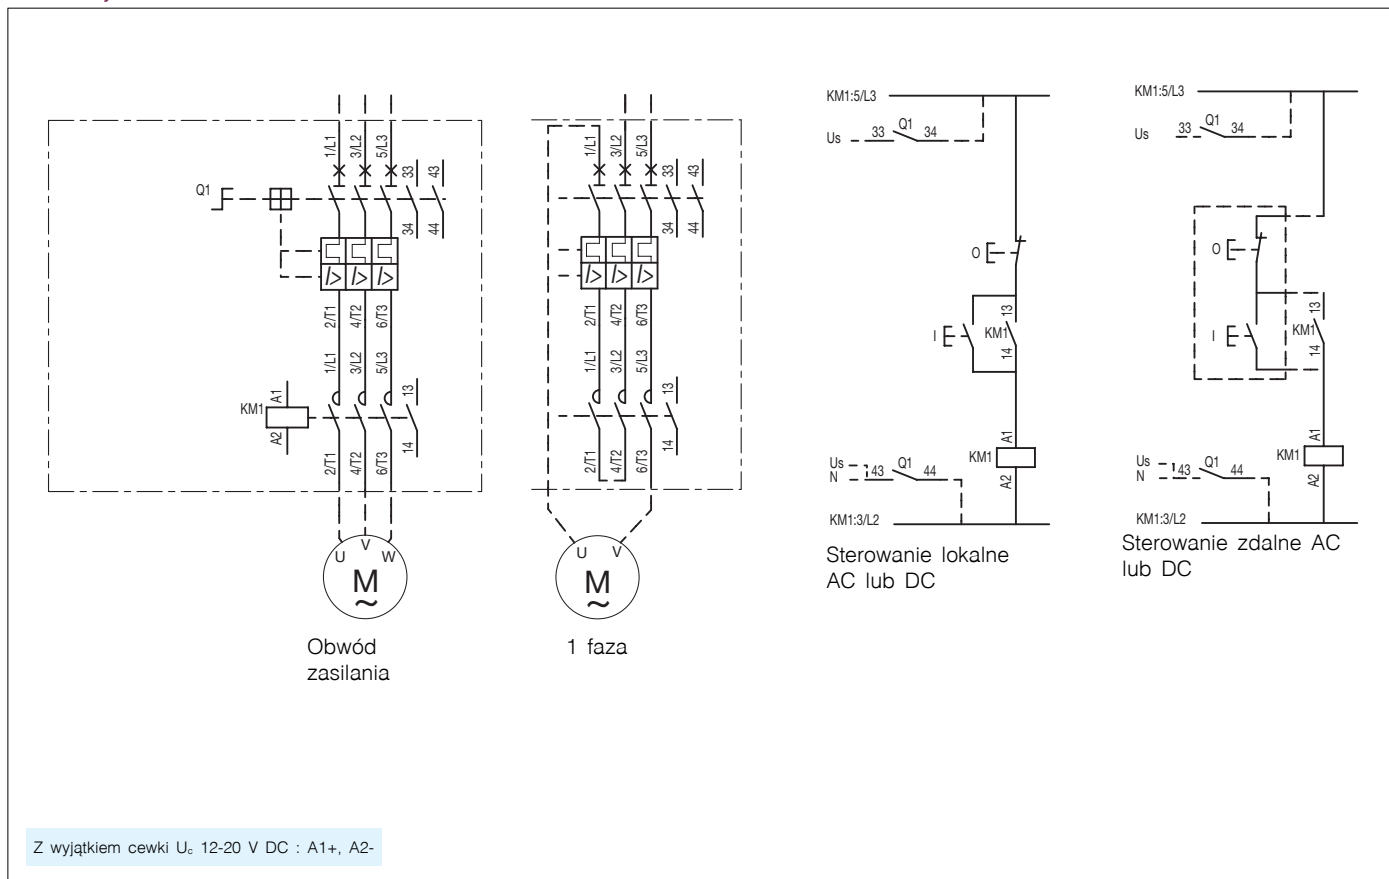 1/L1 3/L2 5/L3 33 43
Q1
34 44
I> I> I>
2/T1 4/T2 6/T3
1/L1 3/L2 5/L3
A1 13
KM1
A2 14
2/T1 4/T2 6/T3
U V W
M
~
Obwód
zasilania
1/L1 3/L2 5/L3 33 43
34 44
I> I> I>
2/T1 4/T2 6/T3
1/L1 3/L2 5/L3
13
14
2/T1 4/T2 6/T3
U V
M
~
1 faza
KM1:5/L3
Us 33 Q1 34
O
13
I KM1
14
A1
KM1
A2
Us
N 43 Q1 44
KM1:3/L2
Sterowanie lokalne
AC lub DC
KM1:5/L3
Us 33 Q1 34
O
13
I KM1
14
A1
KM1
A2
Us
N 43 Q1 44
KM1:3/L2
Sterowanie zdalne AC
lub DC
Z wyjątkiem cewki Uc 12-20 V DC : A1+, A2-